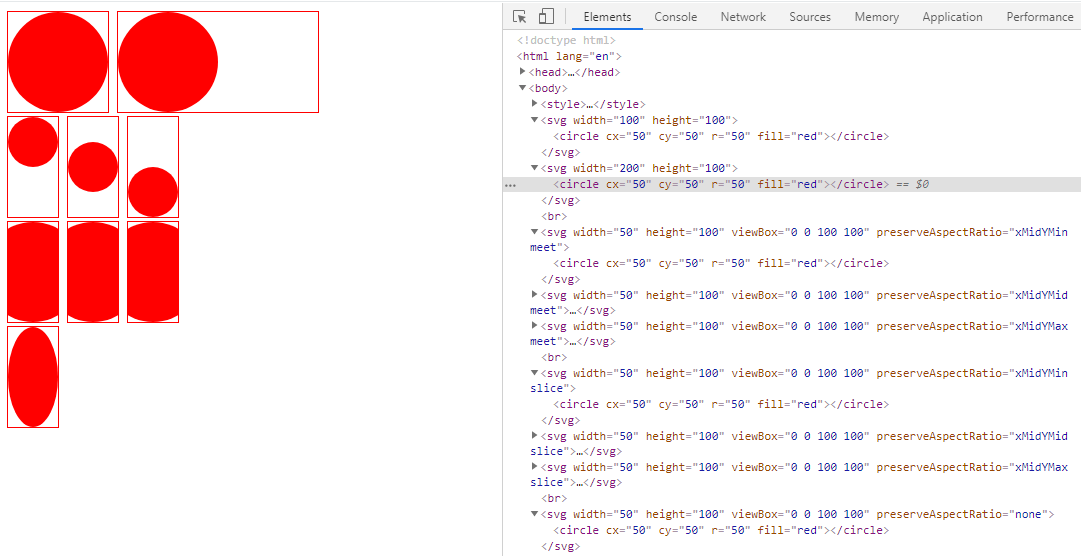 Elements Console Network Sources Memory Application Performance
<!doctype html>
<html lang="en">
<head>…</head>
<body>
<style>…</style>
<svg width="100" height="100">
<circle cx="50" cy="50" r="50" fill="red"></circle>
</svg>
<svg width="200" height="100">
… <circle cx="50" cy="50" r="50" fill="red"></circle> == $0
</svg>
<br>
<svg width="50" height="100" viewBox="0 0 100 100" preserveAspectRatio="xMidYMin
meet">
<circle cx="50" cy="50" r="50" fill="red"></circle>
</svg>
<svg width="50" height="100" viewBox="0 0 100 100" preserveAspectRatio="xMidYMid
meet">…</svg>
<svg width="50" height="100" viewBox="0 0 100 100" preserveAspectRatio="xMidYMax
meet">…</svg>
<br>
<svg width="50" height="100" viewBox="0 0 100 100" preserveAspectRatio="xMidYMin
slice">
<circle cx="50" cy="50" r="50" fill="red"></circle>
</svg>
<svg width="50" height="100" viewBox="0 0 100 100" preserveAspectRatio="xMidYMid
slice">…</svg>
<svg width="50" height="100" viewBox="0 0 100 100" preserveAspectRatio="xMidYMax
slice">…</svg>
<br>
<svg width="50" height="100" viewBox="0 0 100 100" preserveAspectRatio="none">
<circle cx="50" cy="50" r="50" fill="red"></circle>
</svg>